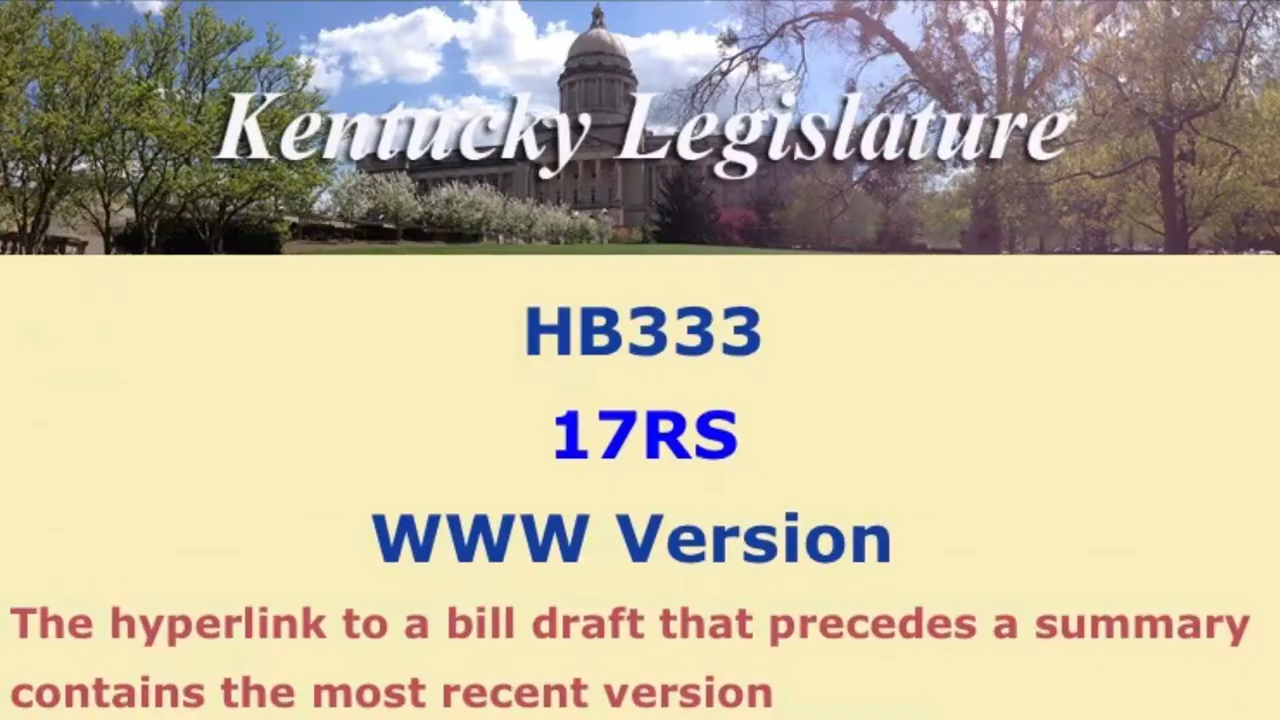 Kentucky Legislature
HB333
17RS
WWW Version
The hyperlink to a bill draft that precedes a summary
contains the most recent version